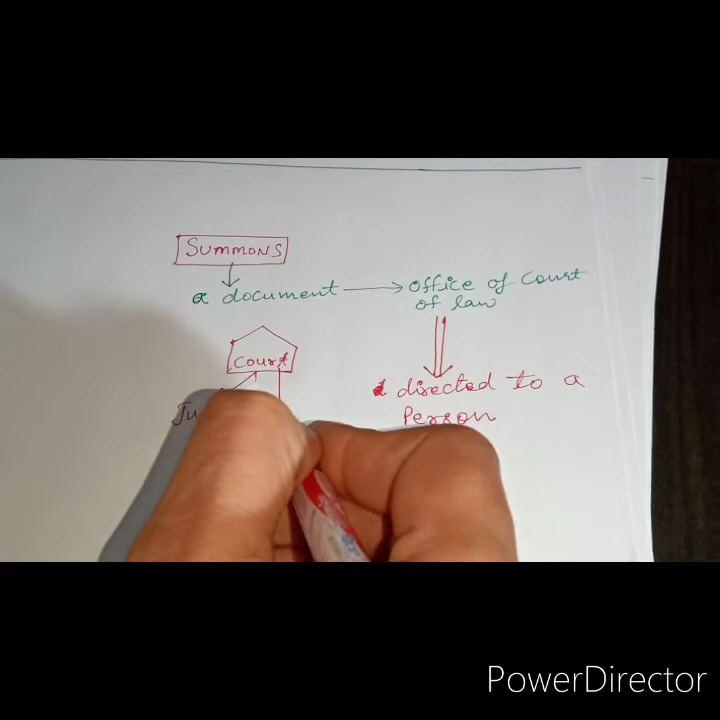 SUMMONS
a document → office of court
of law
Court
directed to a
Person
PowerDirector